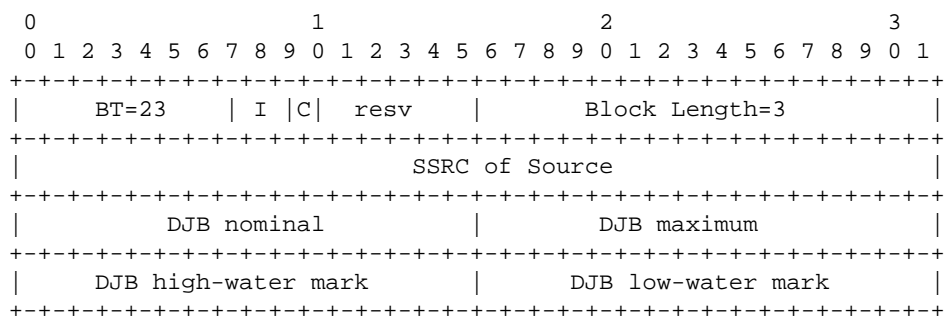 0                   1                   2                   3
 0 1 2 3 4 5 6 7 8 9 0 1 2 3 4 5 6 7 8 9 0 1 2 3 4 5 6 7 8 9 0 1
+-+-+-+-+-+-+-+-+-+-+-+-+-+-+-+-+-+-+-+-+-+-+-+-+-+-+-+-+-+-+-+-+
|     BT=23     | I |C|  resv   |       Block Length=3          |
+-+-+-+-+-+-+-+-+-+-+-+-+-+-+-+-+-+-+-+-+-+-+-+-+-+-+-+-+-+-+-+-+
|                           SSRC of Source                      |
+-+-+-+-+-+-+-+-+-+-+-+-+-+-+-+-+-+-+-+-+-+-+-+-+-+-+-+-+-+-+-+-+
|          DJB nominal          |        DJB maximum            |
+-+-+-+-+-+-+-+-+-+-+-+-+-+-+-+-+-+-+-+-+-+-+-+-+-+-+-+-+-+-+-+-+
|     DJB high-water mark       |      DJB low-water mark       |
+-+-+-+-+-+-+-+-+-+-+-+-+-+-+-+-+-+-+-+-+-+-+-+-+-+-+-+-+-+-+-+-+